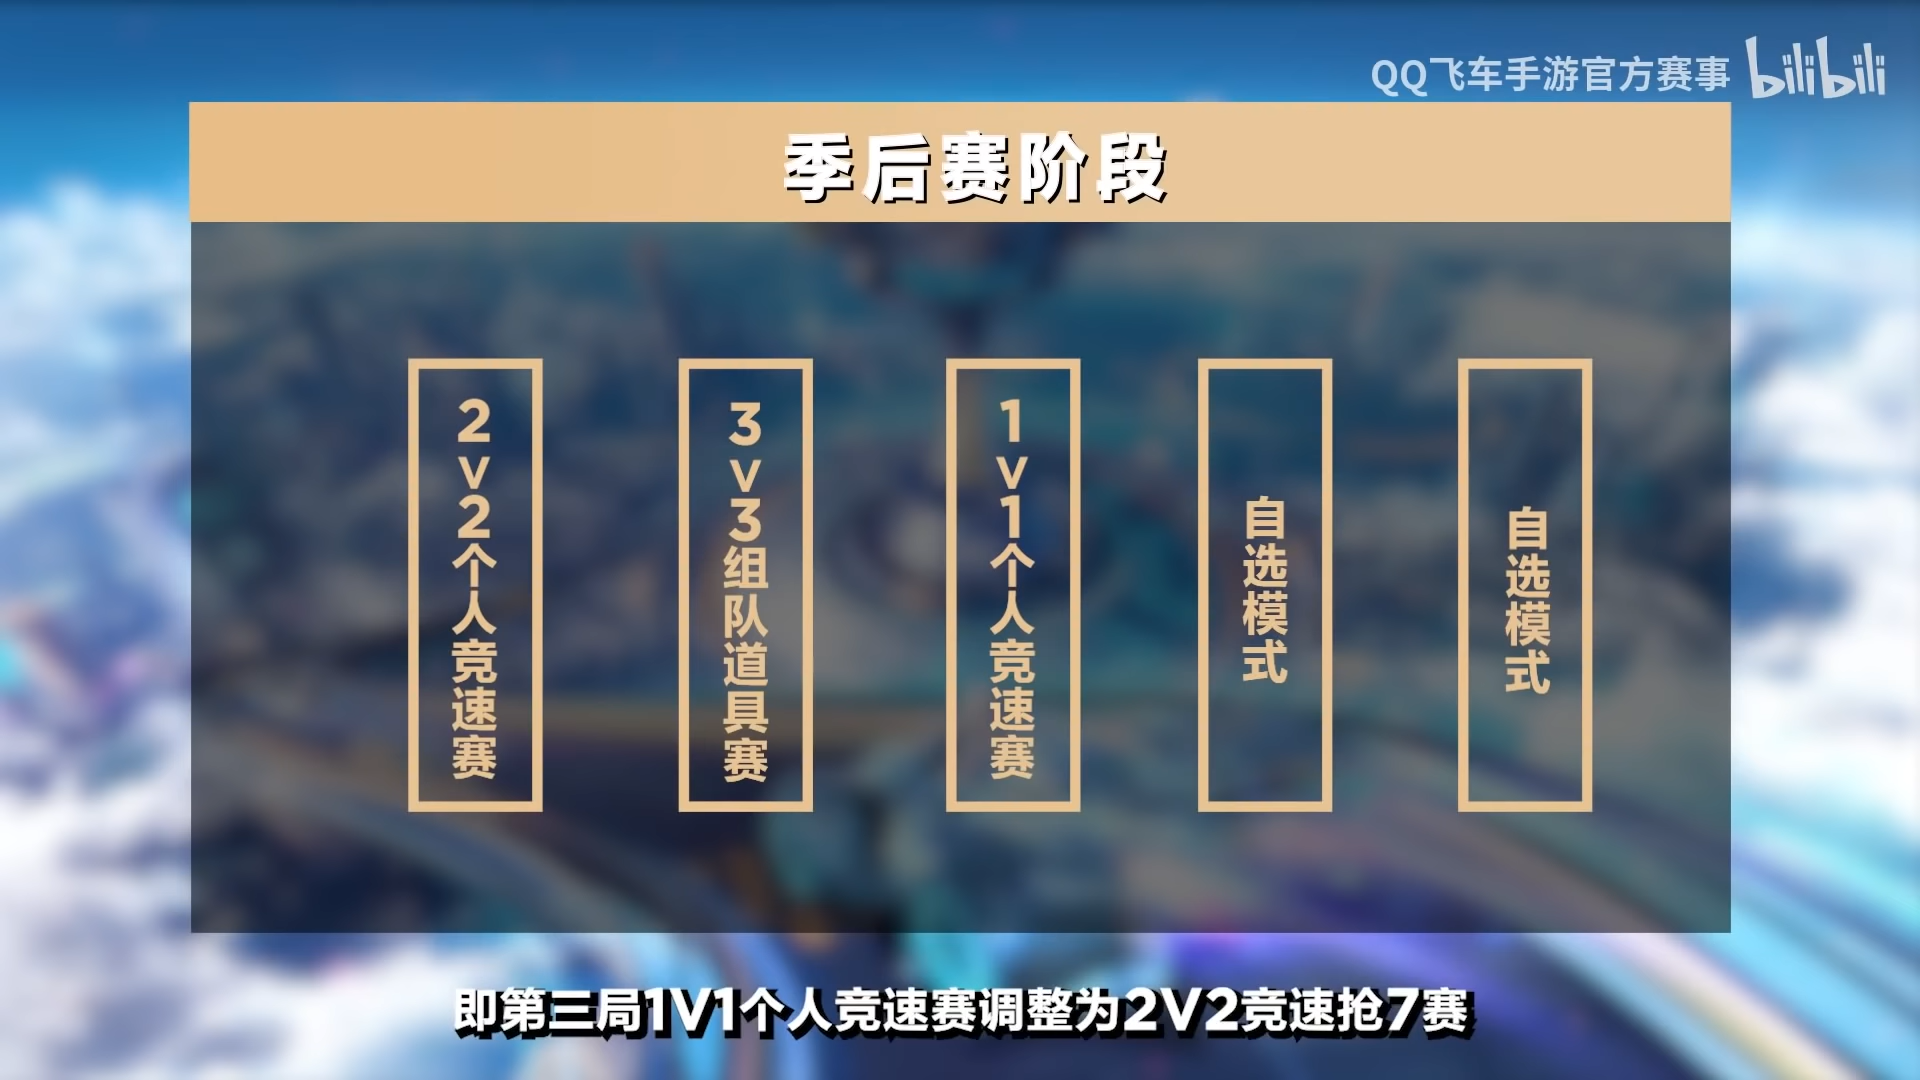 QQ飞车手游官方赛事 bilibili
季后赛阶段
2V2个人竞速赛
3V3组队道具赛
1V1个人竞速赛
自选模式
自选模式
即第三局1V1个人竞速赛调整为2V2竞速抢7赛